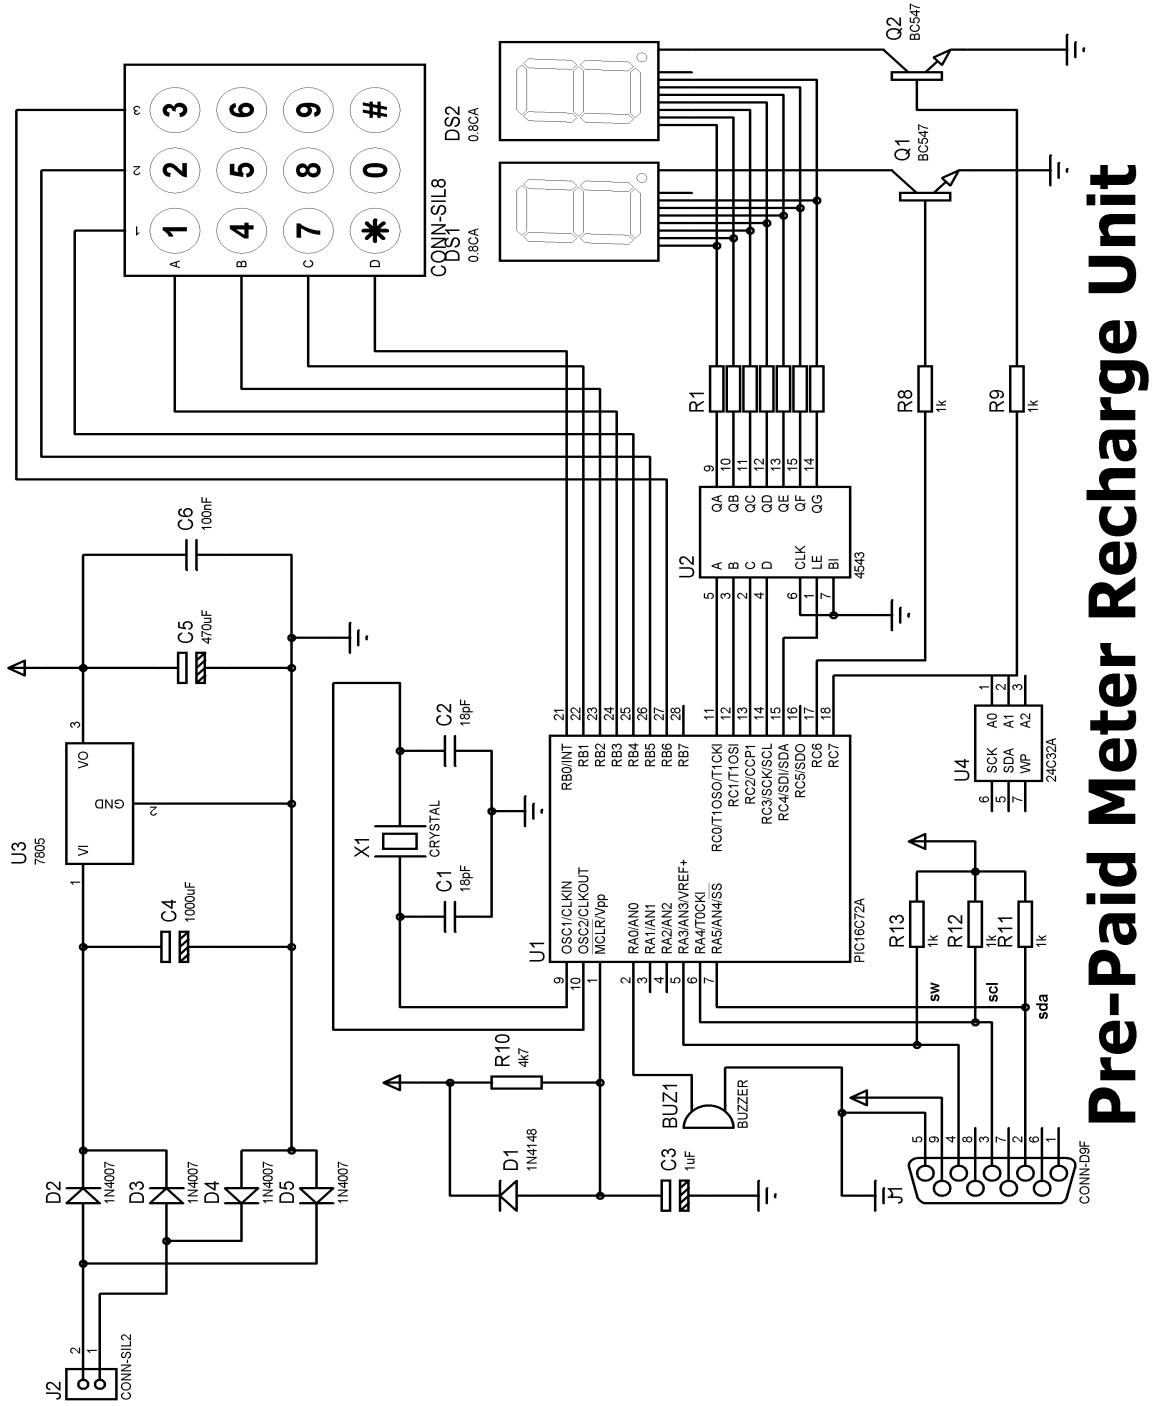 J2
CONN-SIL2
2
1
D2
1N4007
D3
1N4007
D4
1N4007
D5
1N4007
C4
1000uF
U3
7805
1
VI
VO
3
GND
2
C5
470uF
C6
100nF
3
2
1
1
2
3
4
5
6
7
8
9
*
0
#
A
B
C
D
CONN-SIL8
D1
1N4148
R10
4k7
C3
1uF
X1
CRYSTAL
C1
18pF
C2
18pF
BUZ1
BUZZER
U1
PIC16C72A
9
OSC1/CLKIN
10
OSC2/CLKOUT
1
MCLR/Vpp
2
RA0/AN0
3
RA1/AN1
4
RA2/AN2
5
RA3/AN3/VREF+
6
RA4/T0CKI
7
RA5/AN4/SS
RB0/INT
21
RB1
22
RB2
23
RB3
24
RB4
25
RB5
26
RB6
27
RB7
28
RC0/T1OSO/T1CKI
11
RC1/T1OSI
12
RC2/CCP1
13
RC3/SCK/SCL
14
RC4/SDI/SDA
15
RC5/SDO
16
RC6
17
RC7
18
U2
4543
5
A
3
B
2
C
4
D
6
CLK
1
LE
7
BI
QA
9
QB
10
QC
11
QD
12
QE
13
QF
15
QG
14
R1
DS1
0.8CA
DS2
0.8CA
Q1
BC547
Q2
BC547
R8
1k
R9
1k
J1
CONN-D9F
5
9
4
8
3
7
2
6
1
sw
scl
sda
R13
1k
R12
1k
R11
1k
U4
24C32A
6
SCK
5
SDA
7
WP
A0
1
A1
2
A2
3
Pre-Paid Meter Recharge Unit